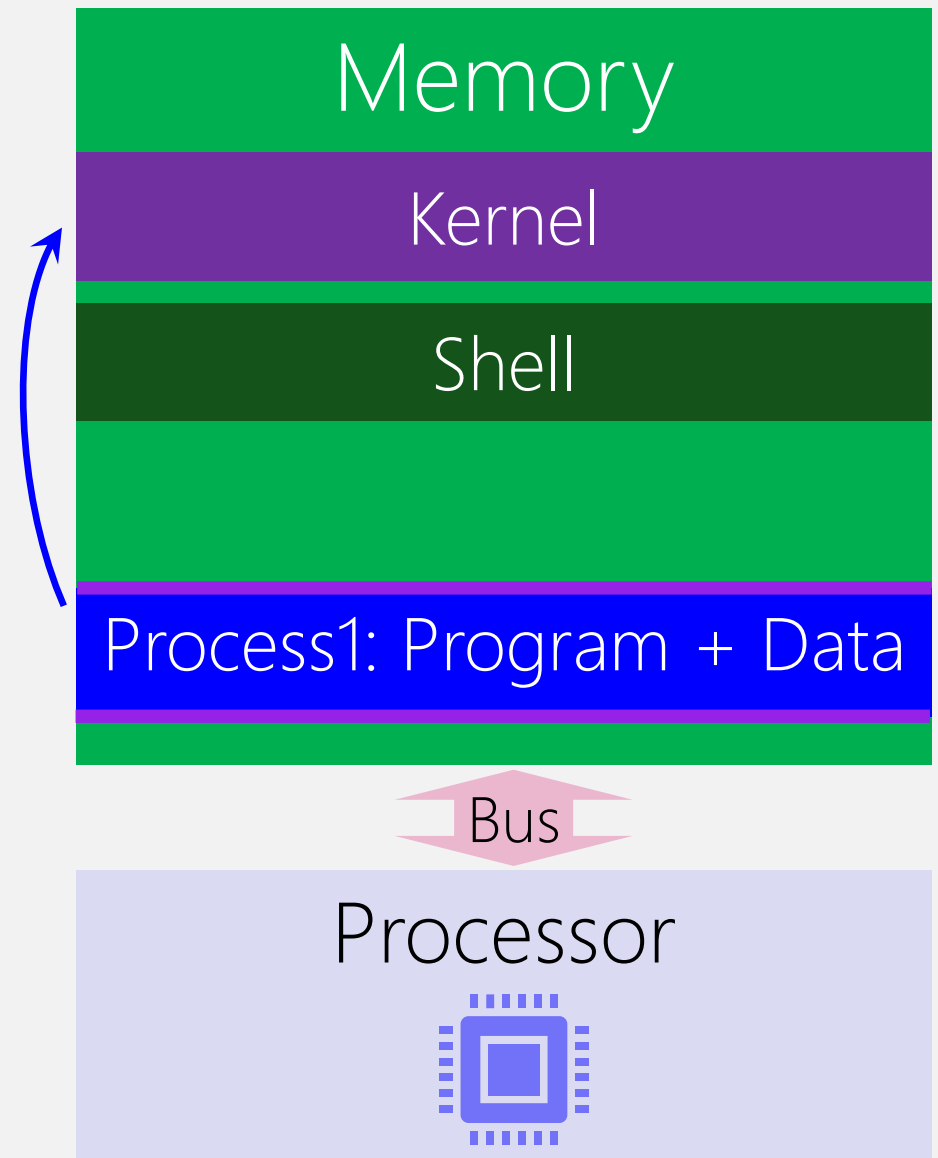 Memory
Kernel
Shell
Process1: Program + Data
Bus
Processor